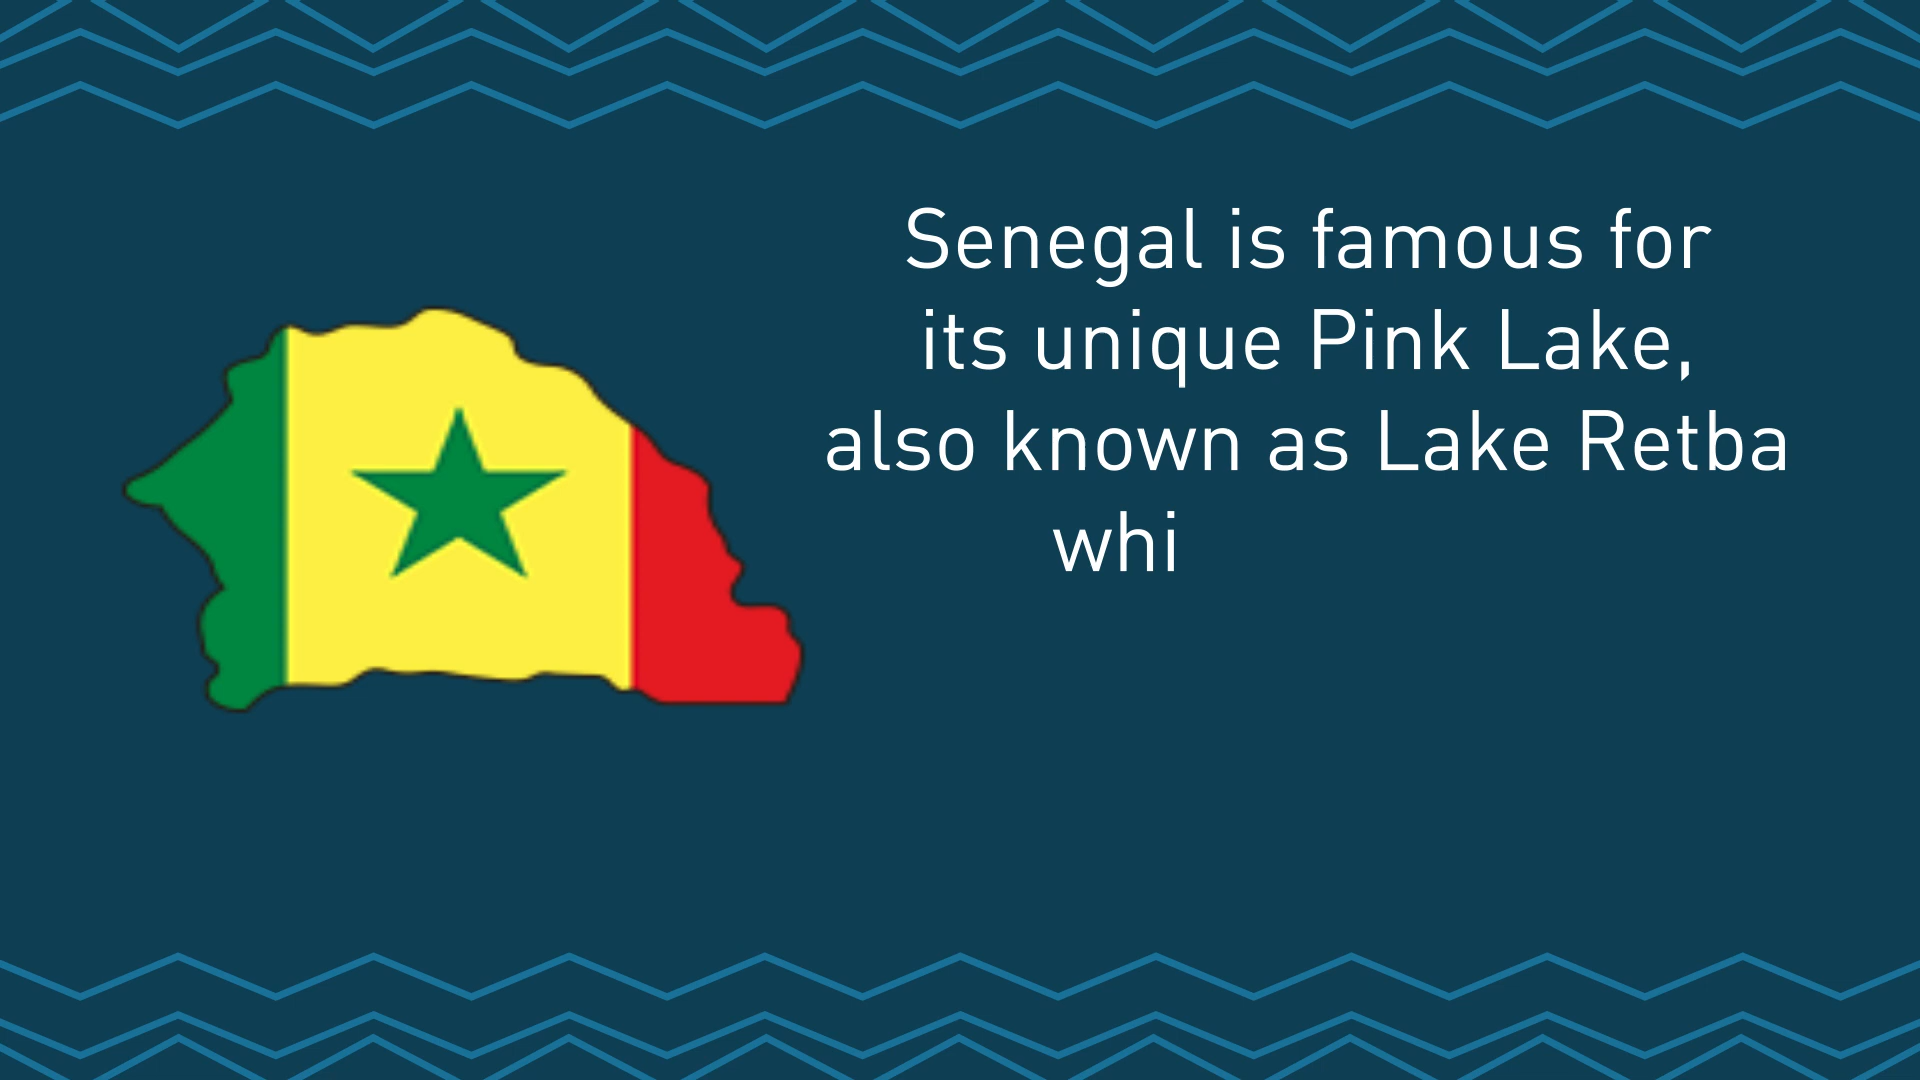 Senegal is famous for
its unique Pink Lake,
also known as Lake Retba
whi